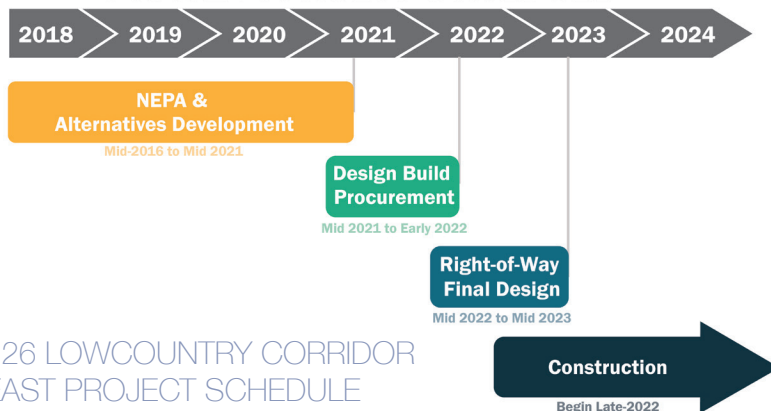 2018 2019 2020 2021 2022 2023 2024
NEPA &
Alternatives Development
Mid-2016 to Mid 2021
Design Build
Procurement
Mid 2021 to Early 2022
Right-of-Way
Final Design
Mid 2022 to Mid 2023
26 LOWCOUNTRY CORRIDOR
AST PROJECT SCHEDULE
Construction
Begin Late-2022